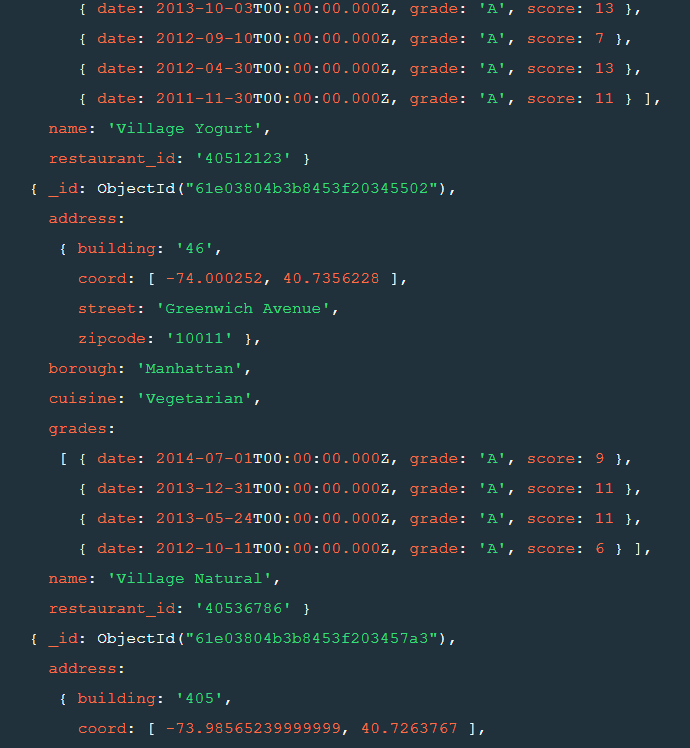 { date: 2013-10-03T00:00:00.000Z, grade: 'A', score: 13 },
{ date: 2012-09-10T00:00:00.000Z, grade: 'A', score: 7 },
{ date: 2012-04-30T00:00:00.000Z, grade: 'A', score: 13 },
{ date: 2011-11-30T00:00:00.000Z, grade: 'A', score: 11 } ],
name: 'Village Yogurt',
restaurant_id: '40512123' }
{ _id: ObjectId("61e03804b3b8453f20345502"),
address:
{ building: '46',
coord: [ -74.000252, 40.7356228 ],
street: 'Greenwich Avenue',
zipcode: '10011' },
borough: 'Manhattan',
cuisine: 'Vegetarian',
grades:
[ { date: 2014-07-01T00:00:00.000Z, grade: 'A', score: 9 },
{ date: 2013-12-31T00:00:00.000Z, grade: 'A', score: 11 },
{ date: 2013-05-24T00:00:00.000Z, grade: 'A', score: 11 },
{ date: 2012-10-11T00:00:00.000Z, grade: 'A', score: 6 } ],
name: 'Village Natural',
restaurant_id: '40536786' }
{ _id: ObjectId("61e03804b3b8453f203457a3"),
address:
{ building: '405',
coord: [ -73.98565239999999, 40.7263767 ],